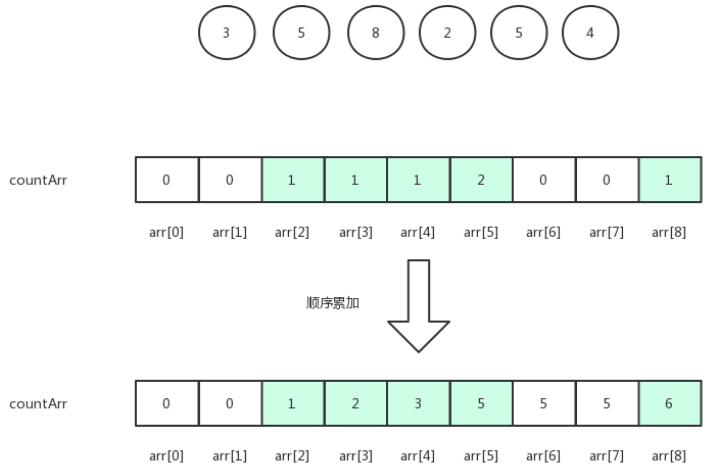 3 5 8 2 5 4
countArr 0 0 1 1 1 2 0 0 1
arr[0] arr[1] arr[2] arr[3] arr[4] arr[5] arr[6] arr[7] arr[8]
顺序累加
countArr 0 0 1 2 3 5 5 5 6
arr[0] arr[1] arr[2] arr[3] arr[4] arr[5] arr[6] arr[7] arr[8]